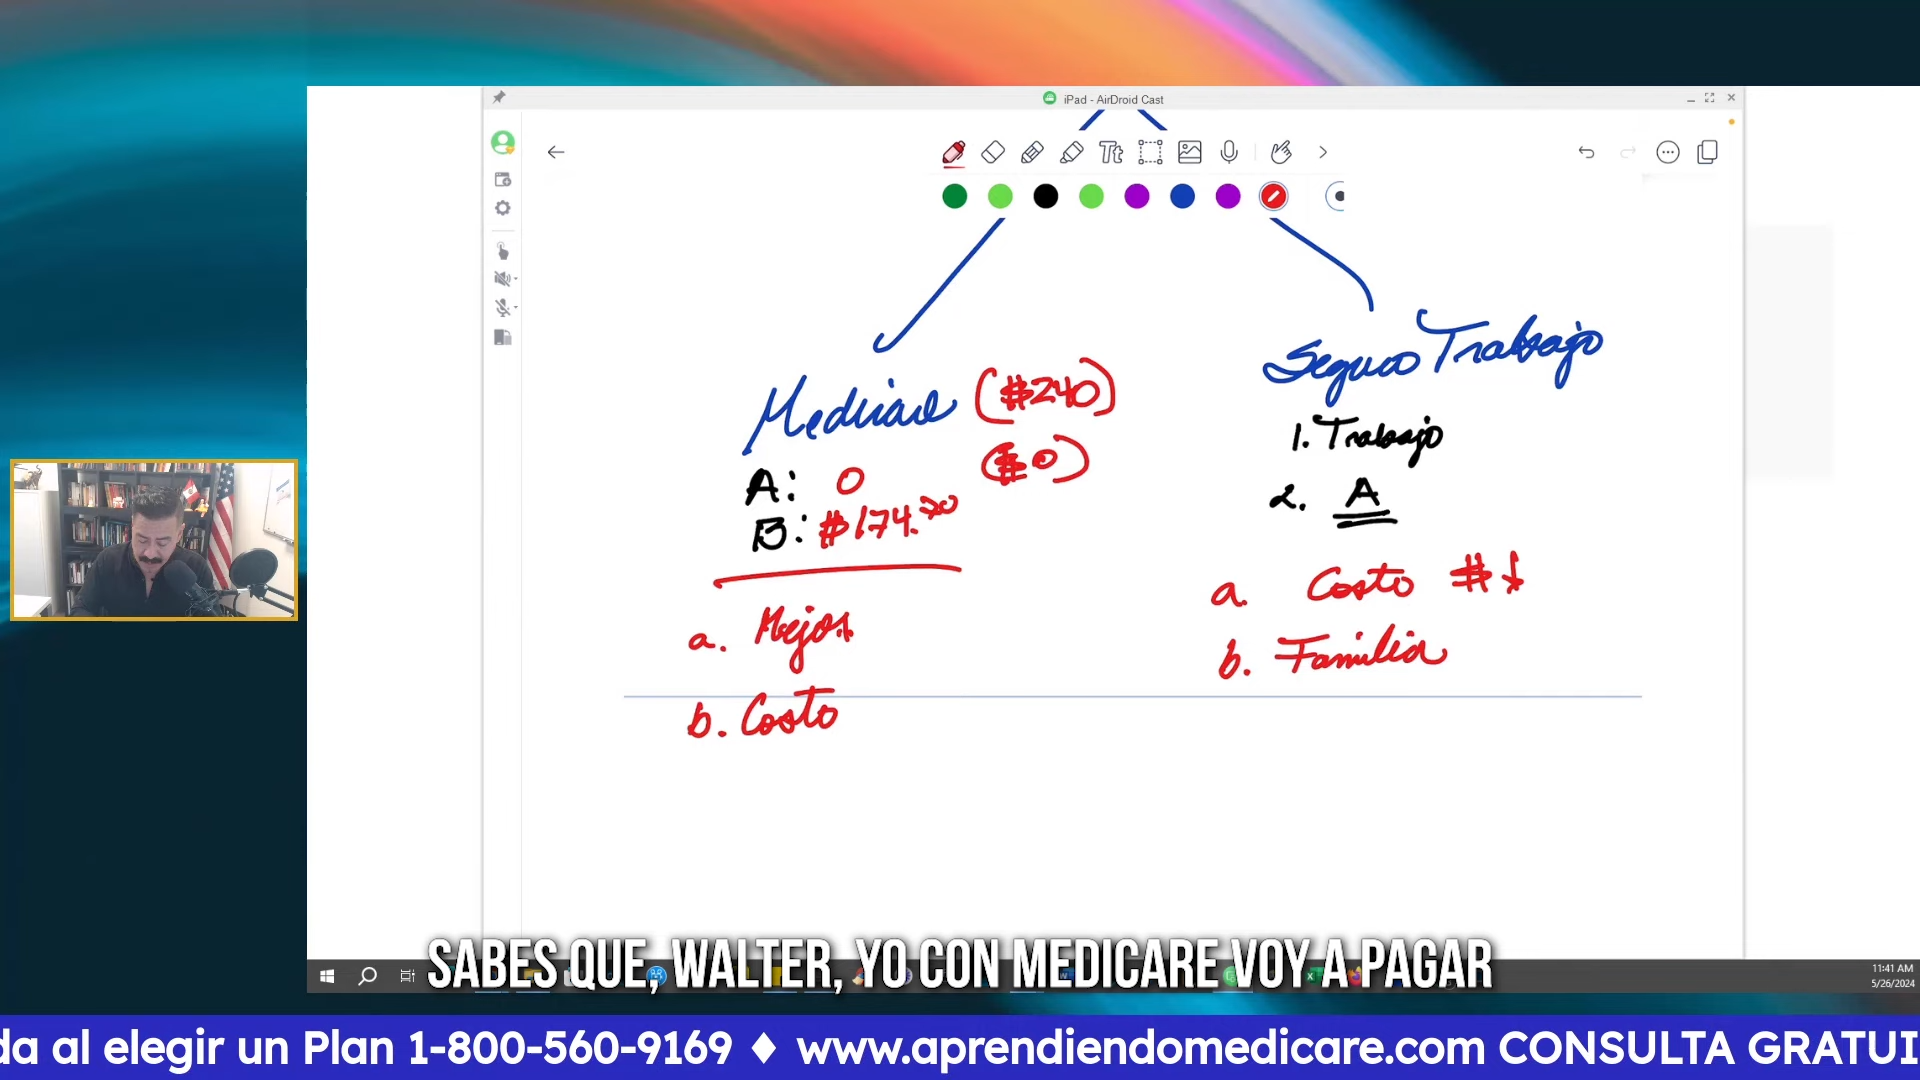 iPad - AirDroid Cast
Tt
Seguro Trabajo
Medicare ($240)
1. Trabajo
($0)
A: 0
2. A
B: $174.70
a. Costo #1
a. Mejor
b. Familia
b. Costo
SABES QUE, WALTER, YO CON MEDICARE VOY A PAGAR
11:41 AM
5/26/2024
da al elegir un Plan 1-800-560-9169 ♦ www.aprendiendomedicare.com CONSULTA GRATUI